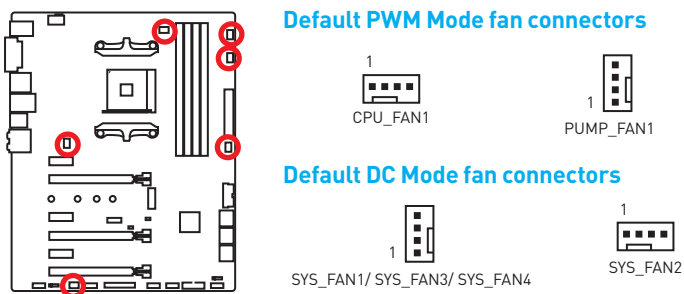 Default PWM Mode fan connectors
1
CPU_FAN1
1
PUMP_FAN1
Default DC Mode fan connectors
1
SYS_FAN1/ SYS_FAN3/ SYS_FAN4
1
SYS_FAN2